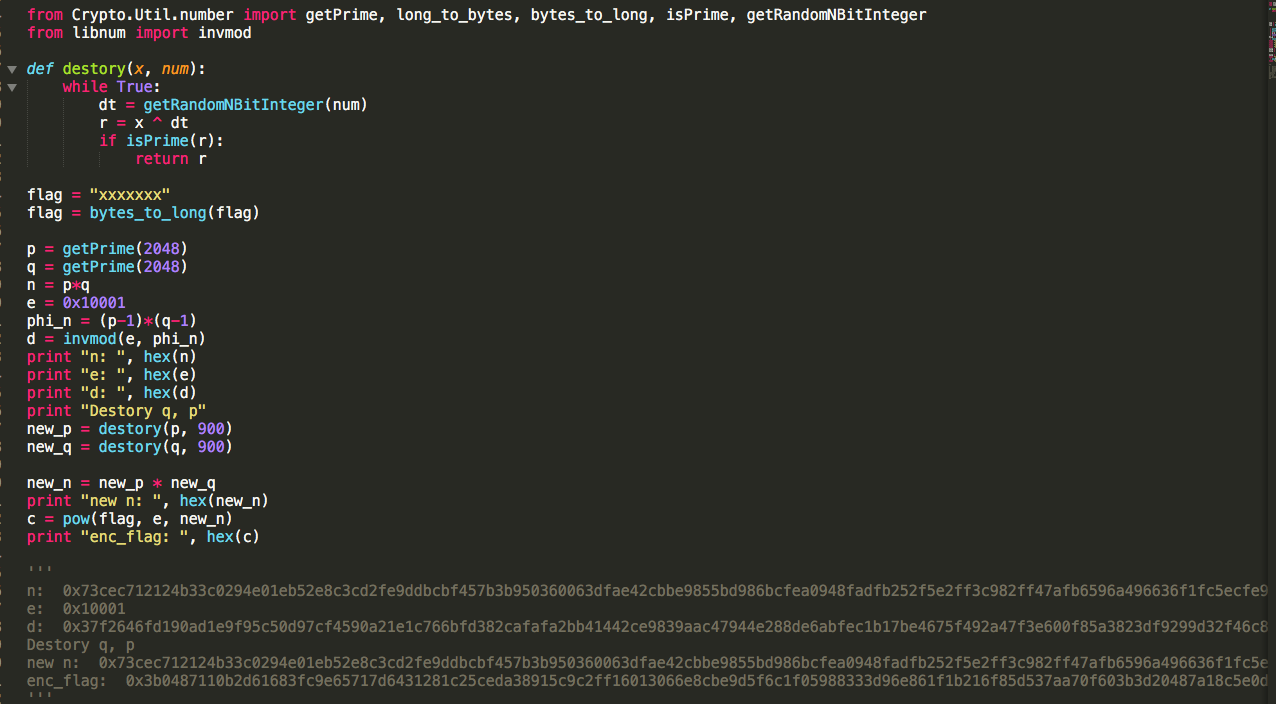 from Crypto.Util.number import getPrime, long_to_bytes, bytes_to_long, isPrime, getRandomNBitInteger
from libnum import invmod
def destory(x, num):
while True:
dt = getRandomNBitInteger(num)
r = x ^ dt
if isPrime(r):
return r
flag = "xxxxxxx"
flag = bytes_to_long(flag)
p = getPrime(2048)
q = getPrime(2048)
n = p*q
e = 0x10001
phi_n = (p-1)*(q-1)
d = invmod(e, phi_n)
print "n: ", hex(n)
print "e: ", hex(e)
print "d: ", hex(d)
print "Destory q, p"
new_p = destory(p, 900)
new_q = destory(q, 900)
new_n = new_p * new_q
print "new n: ", hex(new_n)
c = pow(flag, e, new_n)
print "enc_flag: ", hex(c)
'''
n:  0x73cec712124b33c0294e01eb52e8c3cd2fe9ddbcbf457b3b950360063dfae42cbbe9855bd986bcfea0948fadfb252f5e2ff3c982ff47afb6596a496636f1fc5ecfe9
e:  0x10001
d:  0x37f2646fd190ad1e9f95c50d97cf4590a21e1c766bfd382cafafa2bb41442ce9839aac47944e288de6abfec1b17be4675f492a47f3e600f85a3823df9299d32f46c8
Destory q, p
new n:  0x73cec712124b33c0294e01eb52e8c3cd2fe9ddbcbf457b3b950360063dfae42cbbe9855bd986bcfea0948fadfb252f5e2ff3c982ff47afb6596a496636f1fc5e
enc_flag:  0x3b0487110b2d61683fc9e65717d6431281c25ceda38915c9c2ff16013066e8cbe9d5f6c1f05988333d96e861f1b216f85d537aa70f603b3d20487a18c5e0d
'''